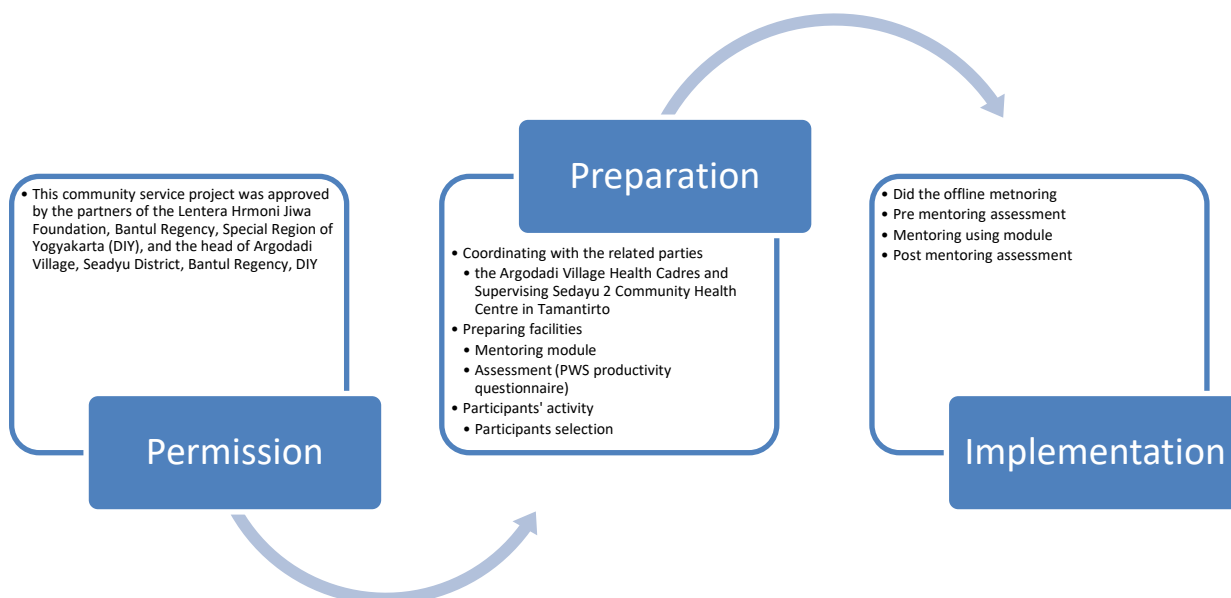 • This community service project was approved
by the partners of the Lentera Hrmoni Jiwa
Foundation, Bantul Regency, Special Region of
Yogyakarta (DIY), and the head of Argodadi
Village, Seadyu District, Bantul Regency, DIY
Permission
Preparation
• Coordinating with the related parties
• the Argodadi Village Health Cadres and
Supervising Sedayu 2 Community Health
Centre in Tamantirto
• Preparing facilities
• Mentoring module
• Assessment (PWS productivity
questionnaire)
• Participants' activity
• Participants selection
• Did the offline metnoring
• Pre mentoring assessment
• Mentoring using module
• Post mentoring assessment
Implementation